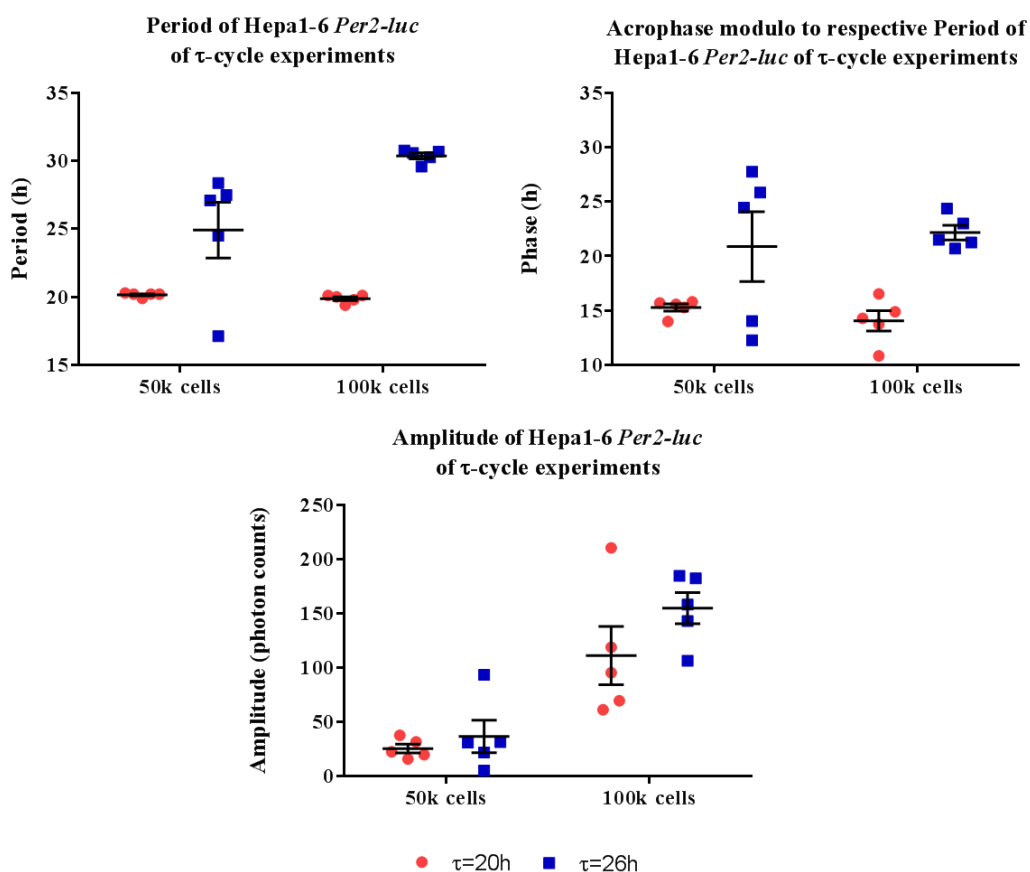 Period of Hepa1-6 Per2-luc
of τ-cycle experiments
Period (h)
35
30
25
20
15
50k cells
100k cells
Acrophase modulo to respective Period of
Hepa1-6 Per2-luc of τ-cycle experiments
Phase (h)
35
30
25
20
15
10
50k cells
100k cells
Amplitude of Hepa1-6 Per2-luc
of τ-cycle experiments
Amplitude (photon counts)
250
200
150
100
50
0
50k cells
100k cells
τ=20h
τ=26h